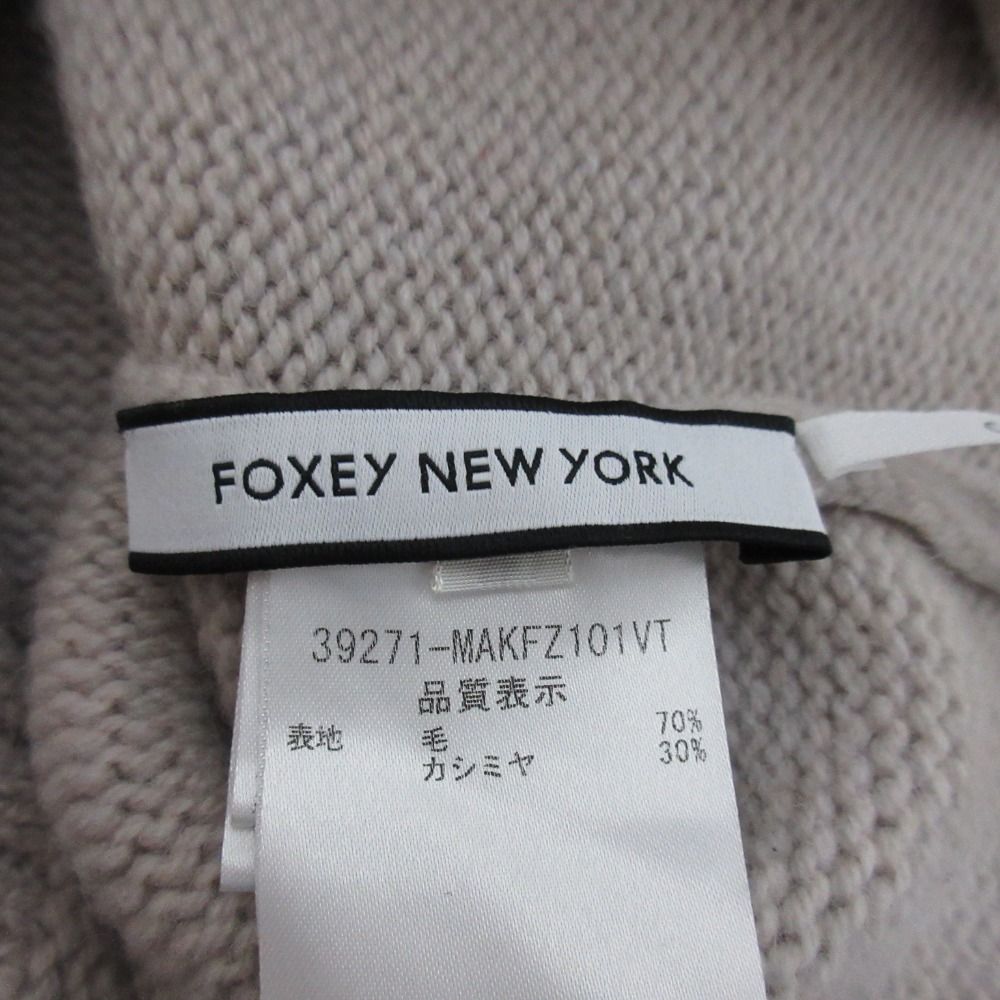 FOXEY NEW YORK
39271-MAKFZ101VT
品質表示
表地 毛 70%
カシミヤ 30%